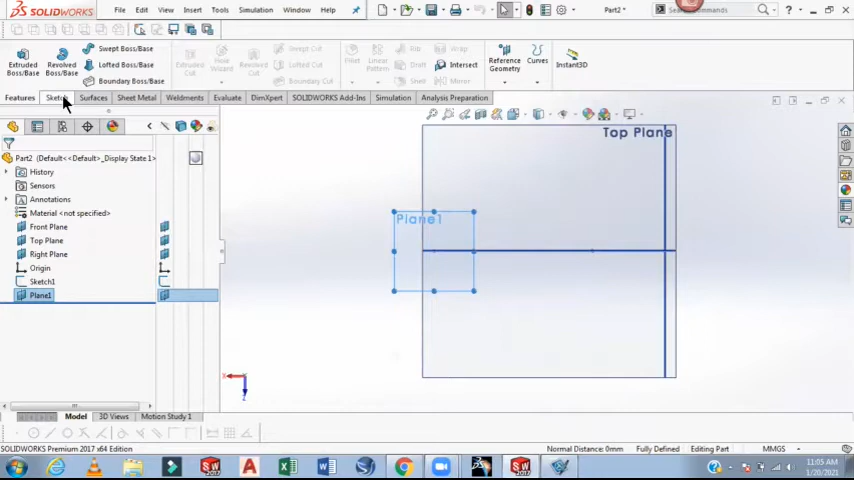 SOLIDWORKS File Edit View Insert Tools Simulation Window Help Part2 * Search Commands
Extruded Boss/Base Revolved Boss/Base Swept Boss/Base Lofted Boss/Base Boundary Boss/Base Extruded Cut Hole Wizard Revolved Cut Swept Cut Lofted Cut Boundary Cut Fillet Linear Pattern Rib Draft Shell Wrap Intersect Mirror Reference Geometry Curves Instant3D
Features Sketch Surfaces Sheet Metal Weldments Evaluate DimXpert SOLIDWORKS Add-Ins Simulation Analysis Preparation
Top Plane
Part2 (Default<<Default>_Display State 1>
History
Sensors
Annotations
Material <not specified>
Front Plane
Top Plane
Right Plane
Origin
Sketch1
Plane1
Plane1
X
Z
Model 3D Views Motion Study 1
SOLIDWORKS Premium 2017 x64 Edition Normal Distance: 0mm Fully Defined Editing Part MMGS
11:05 AM
1/20/2021